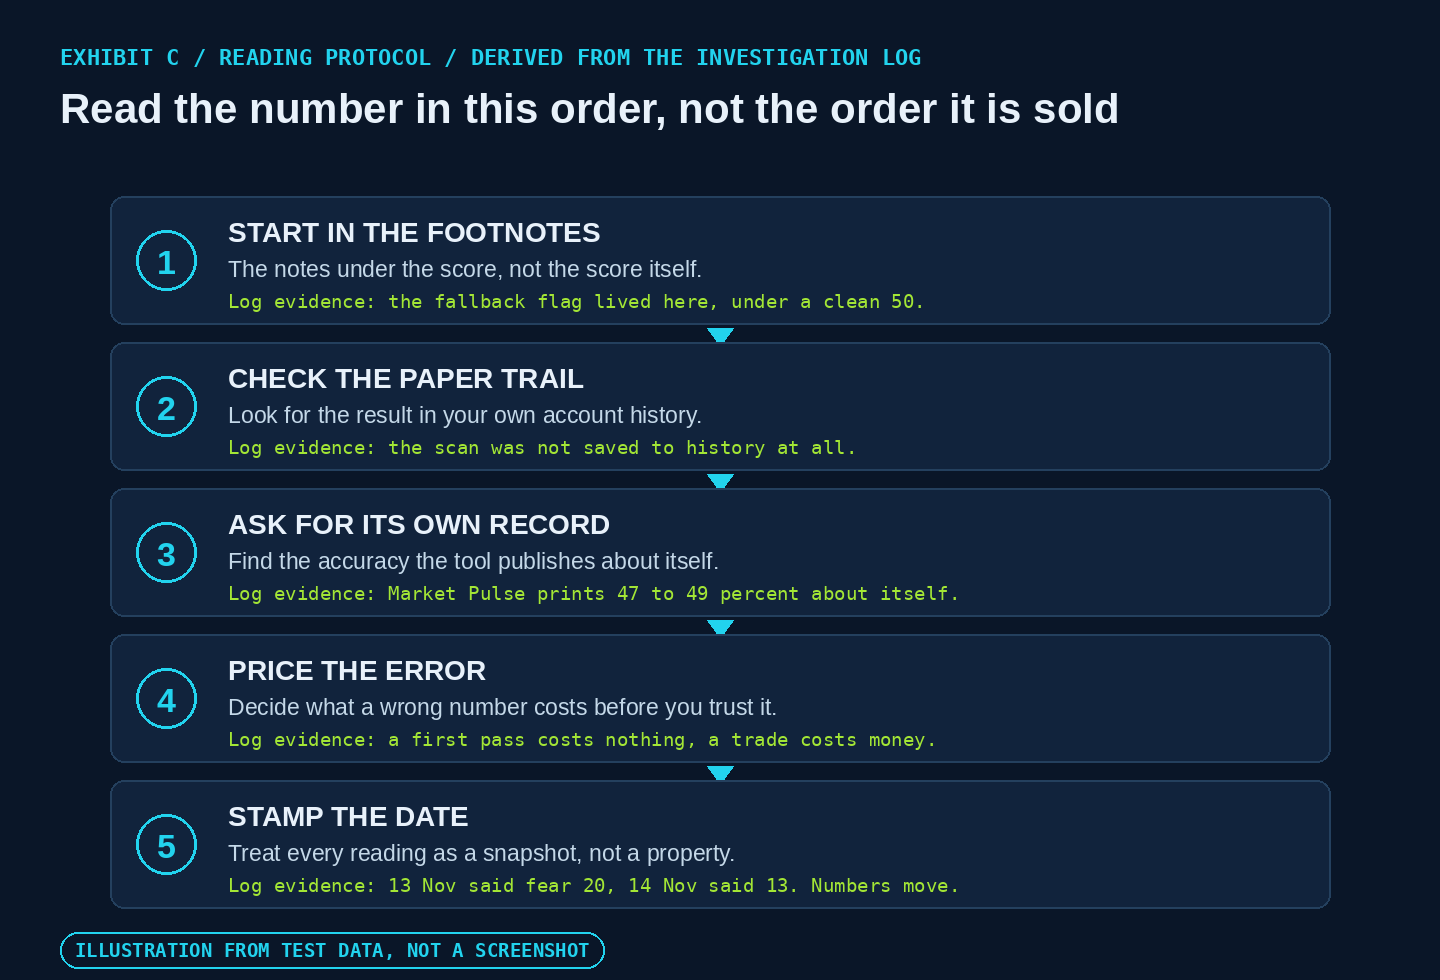 EXHIBIT C / READING PROTOCOL / DERIVED FROM THE INVESTIGATION LOG
Read the number in this order, not the order it is sold
1
START IN THE FOOTNOTES
The notes under the score, not the score itself.
Log evidence: the fallback flag lived here, under a clean 50.
2
CHECK THE PAPER TRAIL
Look for the result in your own account history.
Log evidence: the scan was not saved to history at all.
3
ASK FOR ITS OWN RECORD
Find the accuracy the tool publishes about itself.
Log evidence: Market Pulse prints 47 to 49 percent about itself.
4
PRICE THE ERROR
Decide what a wrong number costs before you trust it.
Log evidence: a first pass costs nothing, a trade costs money.
5
STAMP THE DATE
Treat every reading as a snapshot, not a property.
Log evidence: 13 Nov said fear 20, 14 Nov said 13. Numbers move.
ILLUSTRATION FROM TEST DATA, NOT A SCREENSHOT